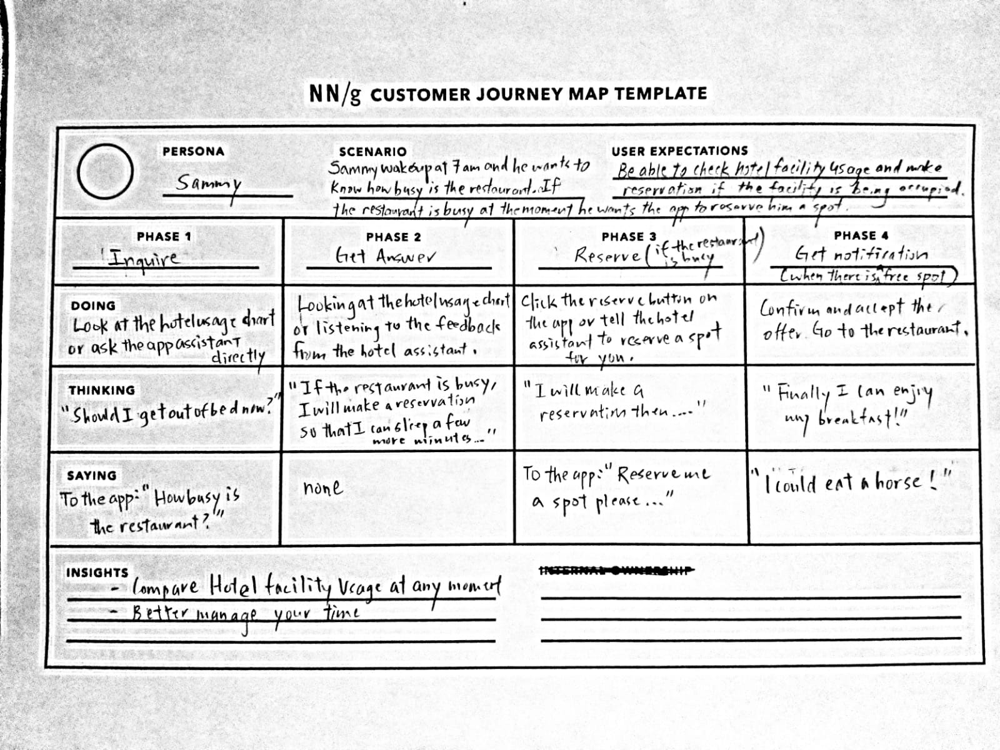 NN/g CUSTOMER JOURNEY MAP TEMPLATE
PERSONA
Sammy
SCENARIO
Sammy wakeup at 7am and he wants to
know how busy is the restaurant. If
the restaurant is busy at the moment he wants the app to reserve him a spot.
USER EXPECTATIONS
Be able to check hotel facility usage and make
reservation if the facility is being occupied.
PHASE 1
Inquire
PHASE 2
Get Answer
PHASE 3
Reserve (if the restaurant
is busy)
PHASE 4
Get notification
(when there is a free spot)
DOING
Look at the hotel usage chart
or ask the app assistant
directly
Looking at the hotel usage chart
or listening to the feedback
from the hotel assistant.
Click the reserve button on
the app or tell the hotel
assistant to reserve a spot
for you.
Confirm and accept the
offer. Go to the restaurant.
THINKING
"Should I get out of bed now?"
"If the restaurant is busy,
I will make a reservation
so that I can sleep a few
more minutes..."
"I will make a
reservation then...."
"Finally I can enjoy
my breakfast!"
SAYING
To the app: "How busy is
the restaurant?"
none
To the app: "Reserve me
a spot please..."
"I could eat a horse!"
INSIGHTS
- Compare Hotel facility Usage at any moment
- Better manage your time
INTERNAL OWNERSHIP